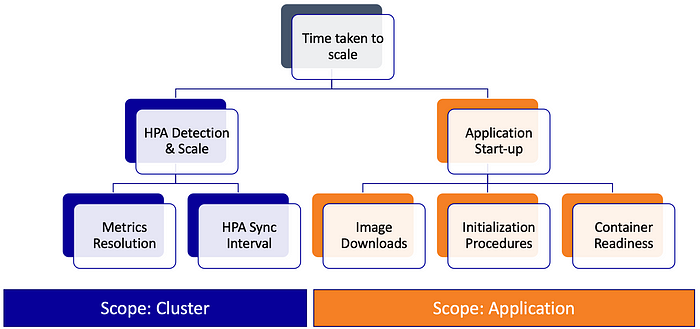 Time taken to
scale
HPA Detection
& Scale
Application
Start-up
Metrics
Resolution
HPA Sync
Interval
Image
Downloads
Initialization
Procedures
Container
Readiness
Scope: Cluster
Scope: Application